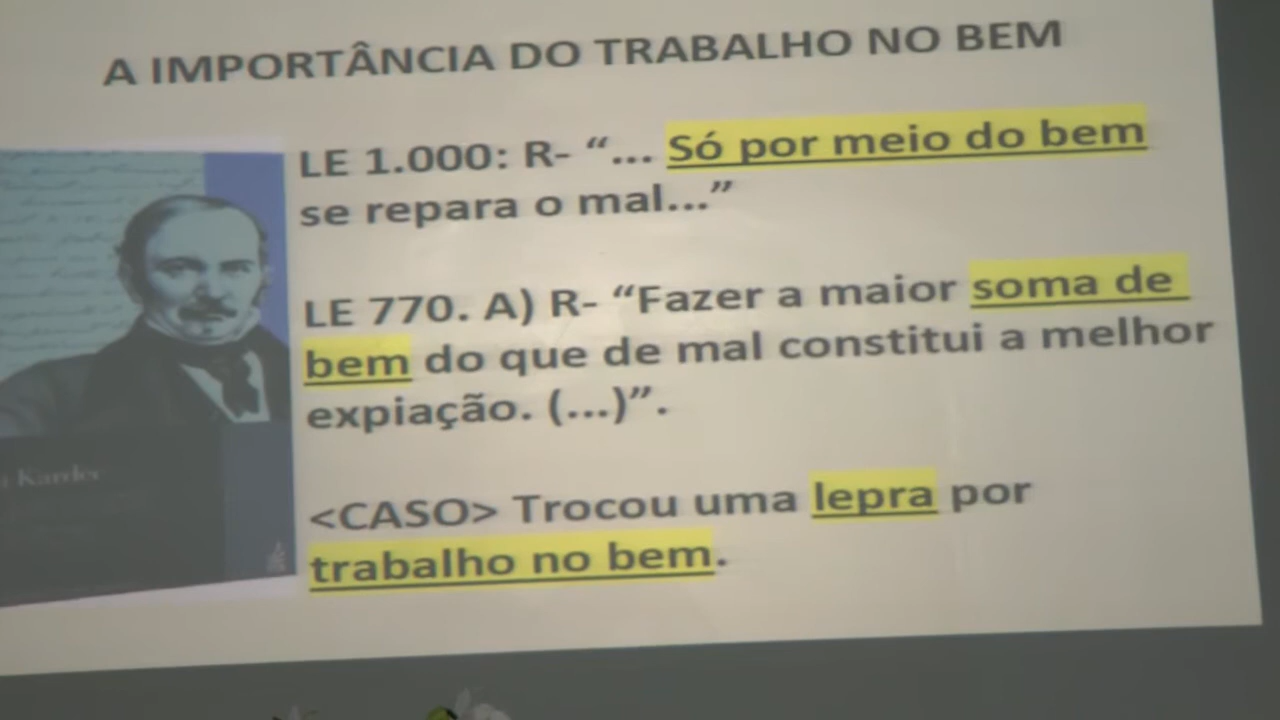 A IMPORTÂNCIA DO TRABALHO NO BEM
LE 1.000: R- “... Só por meio do bem
se repara o mal...”
LE 770. A) R- “Fazer a maior soma de
bem do que de mal constitui a melhor
expiação. (...)”.
<CASO> Trocou uma lepra por
trabalho no bem.
Kardec